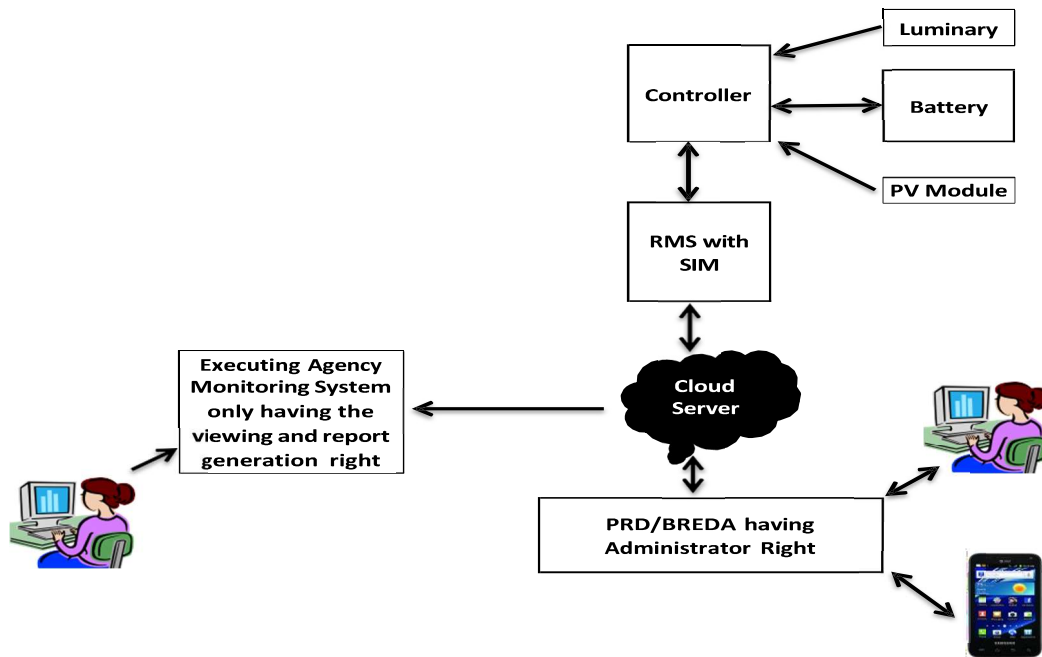 Luminary
Controller
Battery
PV Module
RMS with
SIM
Executing Agency
Monitoring System
only having the
viewing and report
generation right
Cloud
Server
PRD/BREDA having
Administrator Right
SAMSUNG